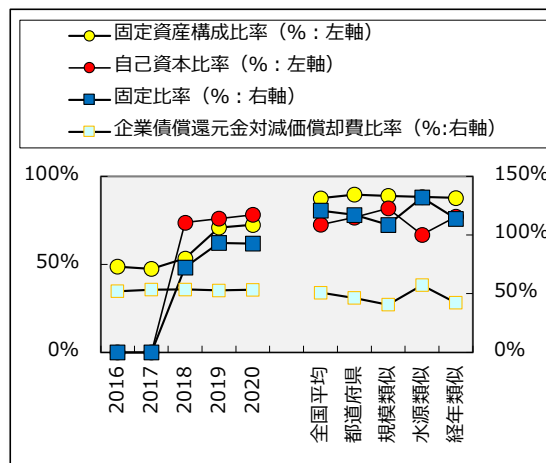 固定資産構成比率（%：左軸）
自己資本比率（%：左軸）
固定比率（%：右軸）
企業債償還元金対減価償却費比率（%:右軸）
100%
50%
0%
150%
100%
50%
0%
2016
2017
2018
2019
2020
全国平均
都道府県
規模類似
水源類似
経年類似